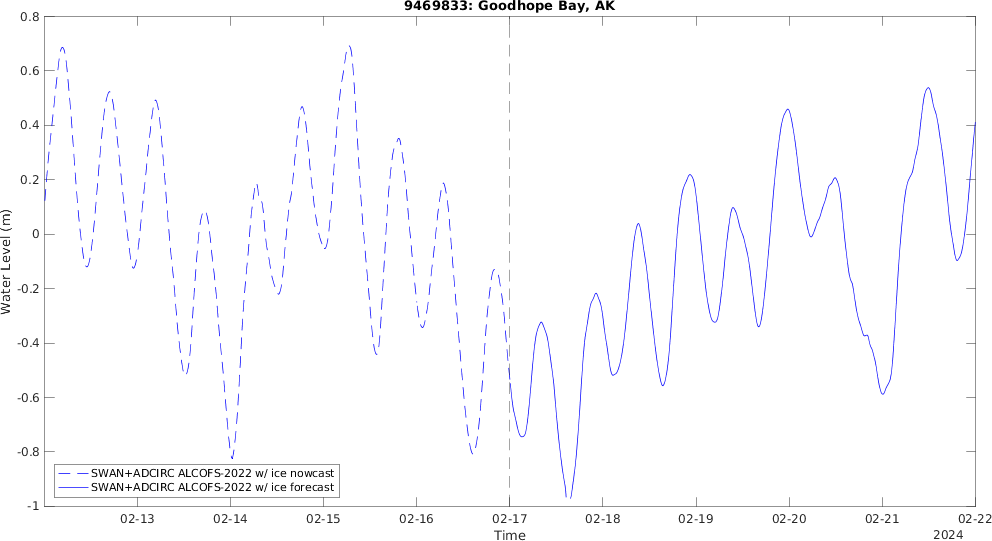 9469833: Goodhope Bay, AK
0.8
0.6
0.4
0.2
0
-0.2
-0.4
-0.6
-0.8
-1
Water Level (m)
SWAN+ADCIRC ALCOFS-2022 w/ ice nowcast
SWAN+ADCIRC ALCOFS-2022 w/ ice forecast
02-13 02-14 02-15 02-16 02-17 02-18 02-19 02-20 02-21 02-22
Time
2024